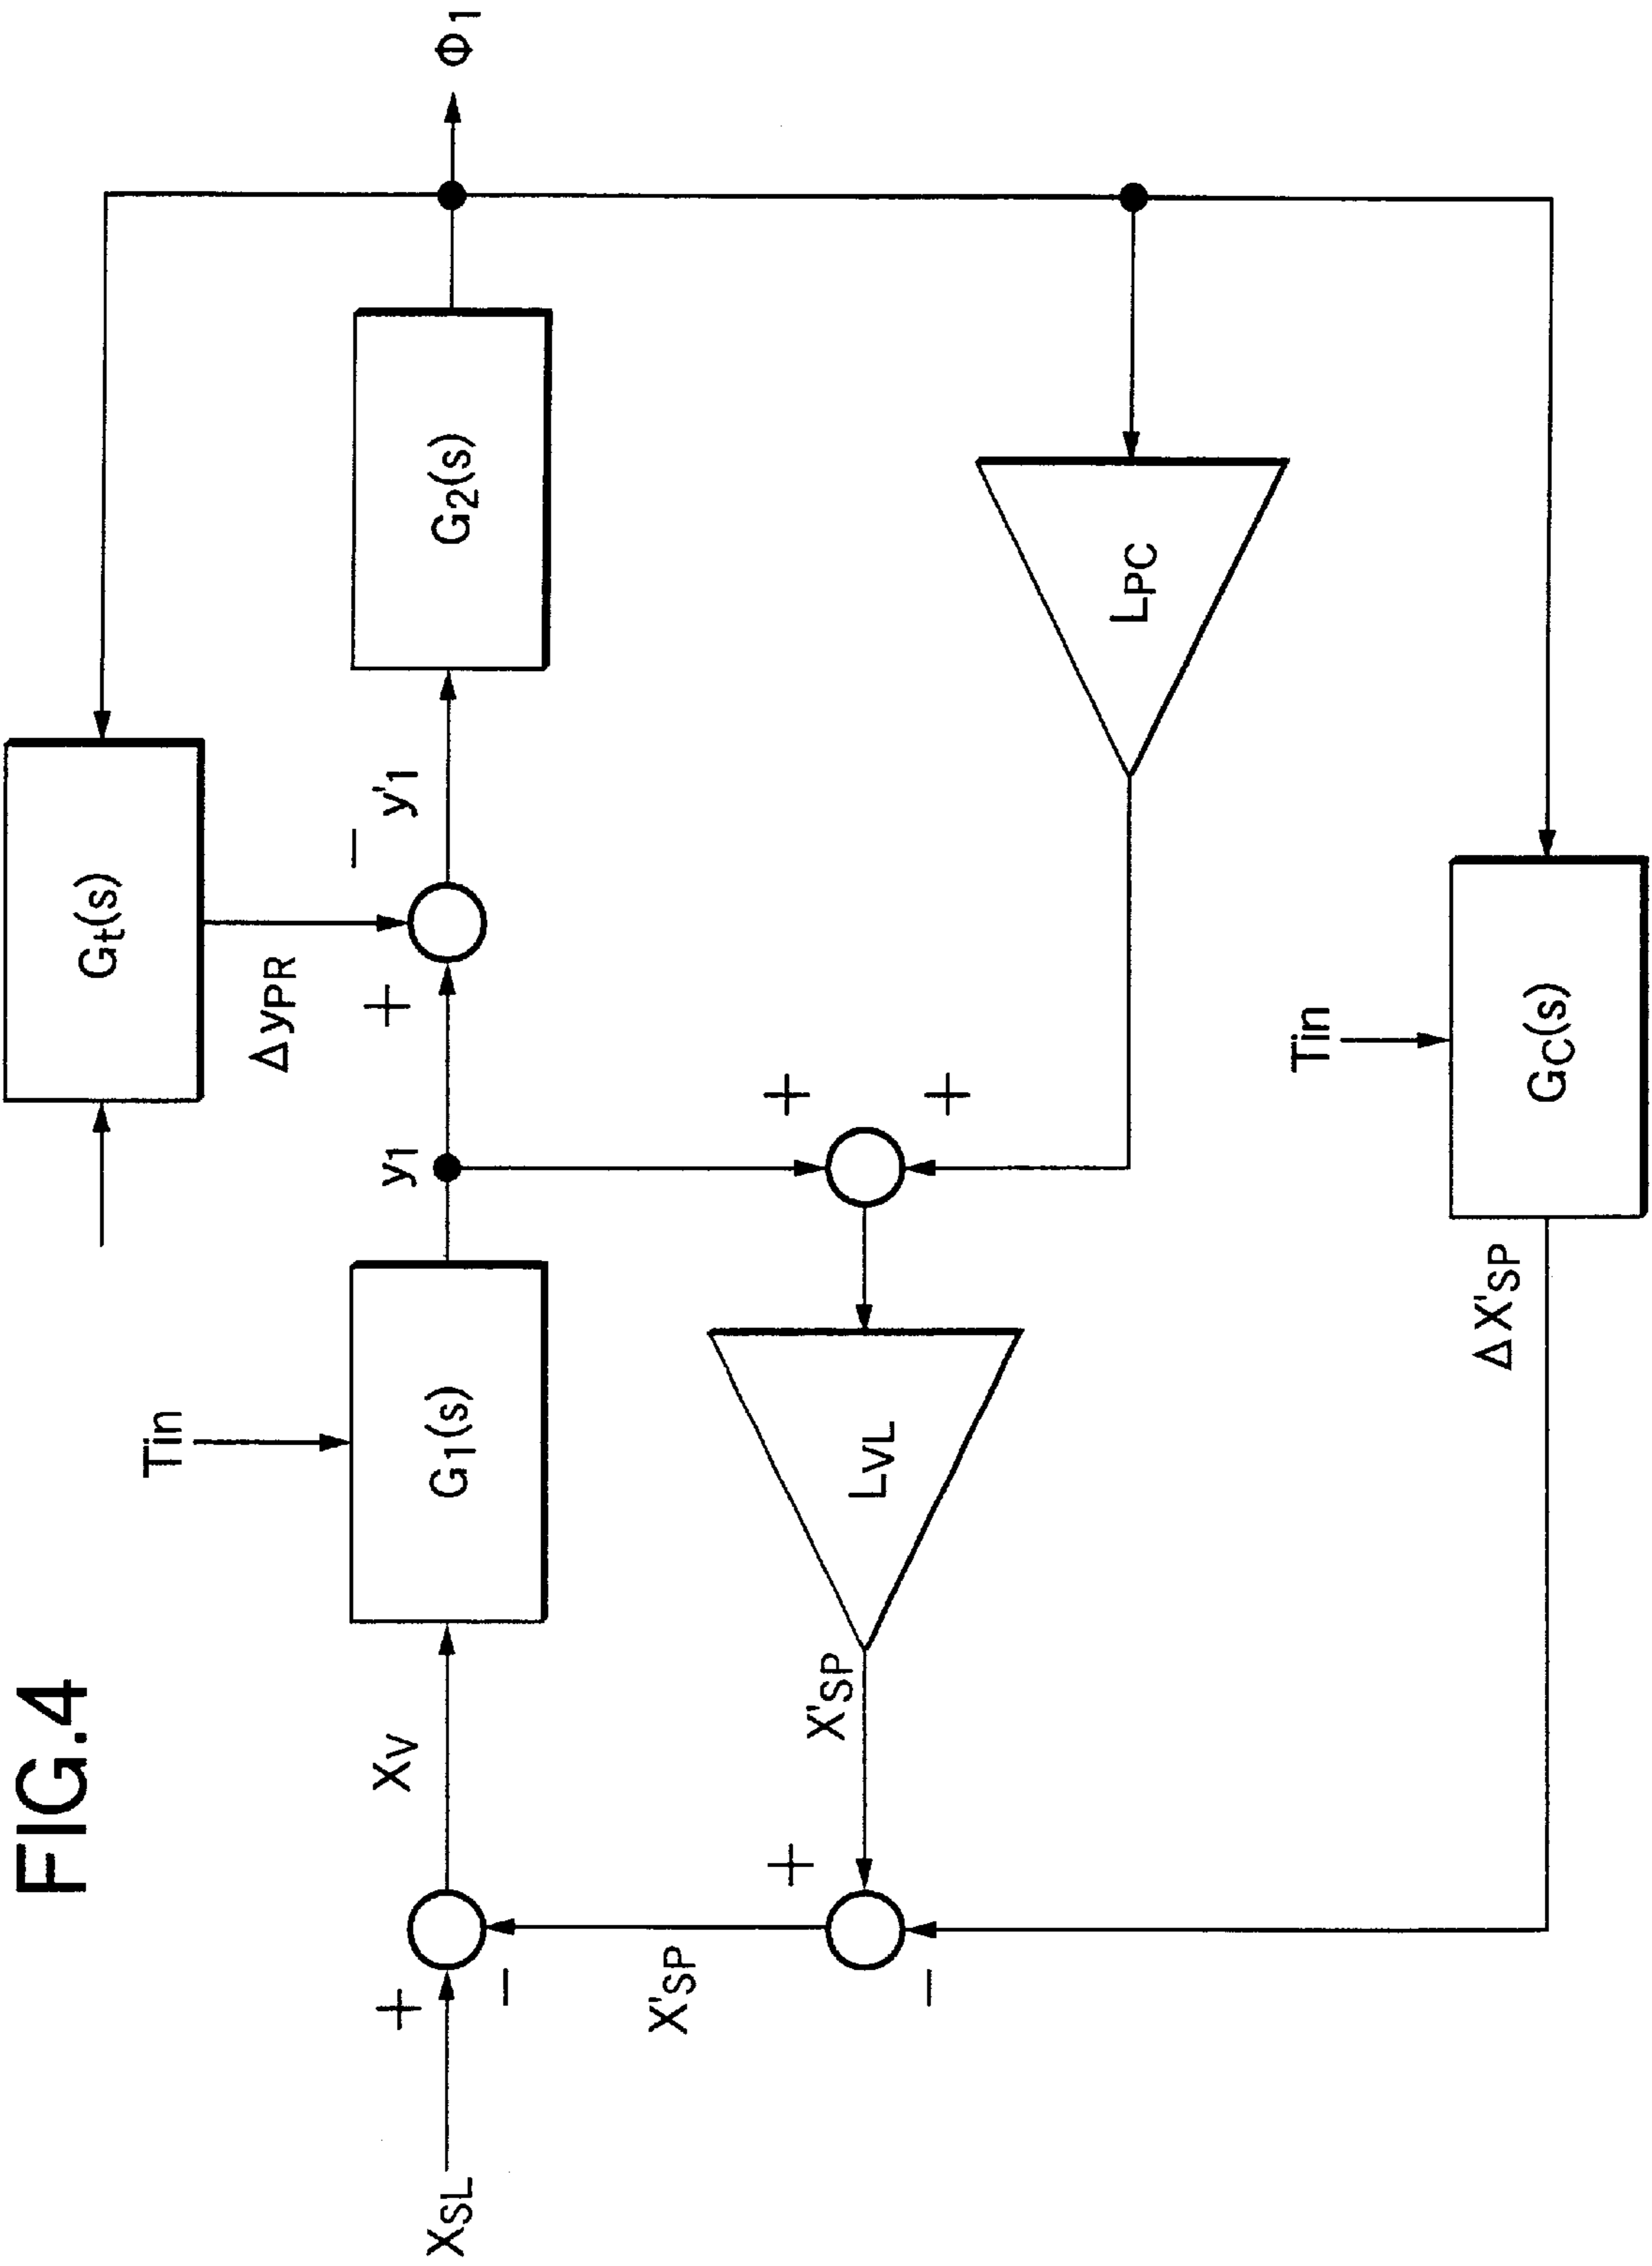 FIG.4
Gt(s)
ΔyPR
Tin
XSL
+
−
XV
G1(s)
y1
+
−
y'1
G2(s)
Φ1
X'SP
+
−
X'SP
LVL
+
+
LPC
ΔX'SP
Tin
GC(s)